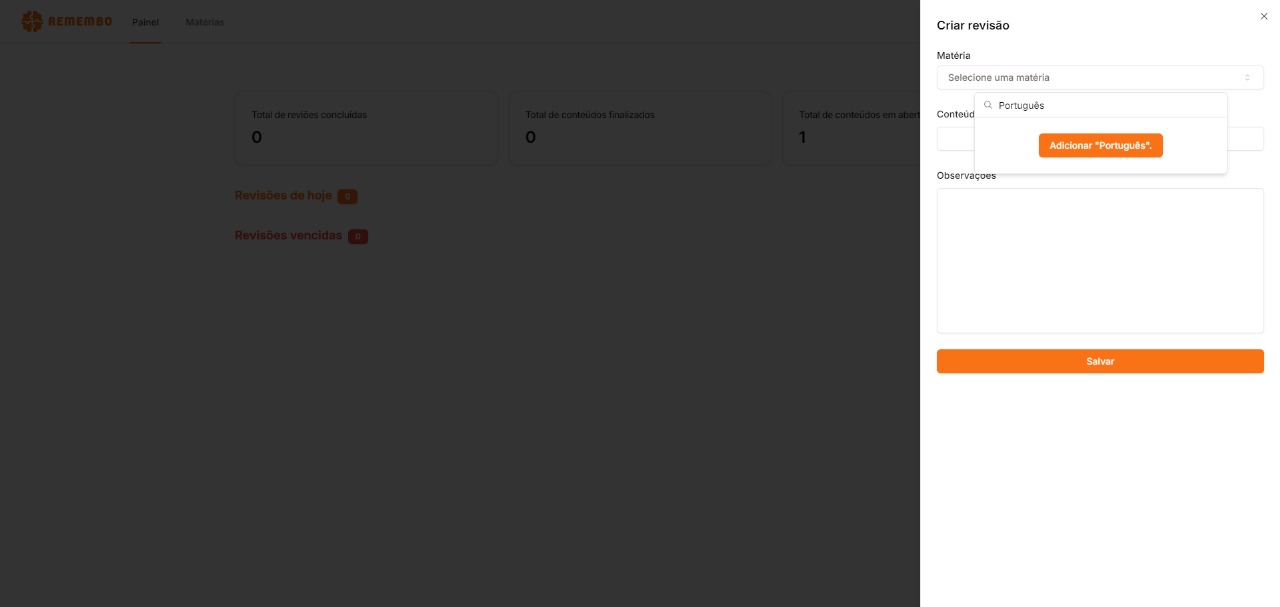 REMEMBO
Painel
Matérias
Total de reviões concluídas
0
Total de conteúdos finalizados
0
Total de conteúdos em abert
1
Revisões de hoje 0
Revisões vencidas 0
Criar revisão
Matéria
Selecione uma matéria
Português
Adicionar "Português".
Conteúd
Observações
Salvar